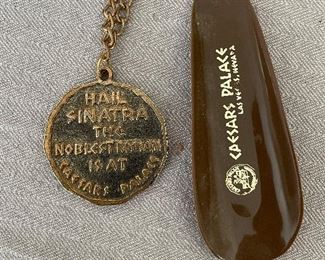 HAIL
SINATRA
THE
NOBLEST ROMAN
IS AT
CAESARS PALACE
CAESARS PALACE
LAS VEGAS, NEVADA